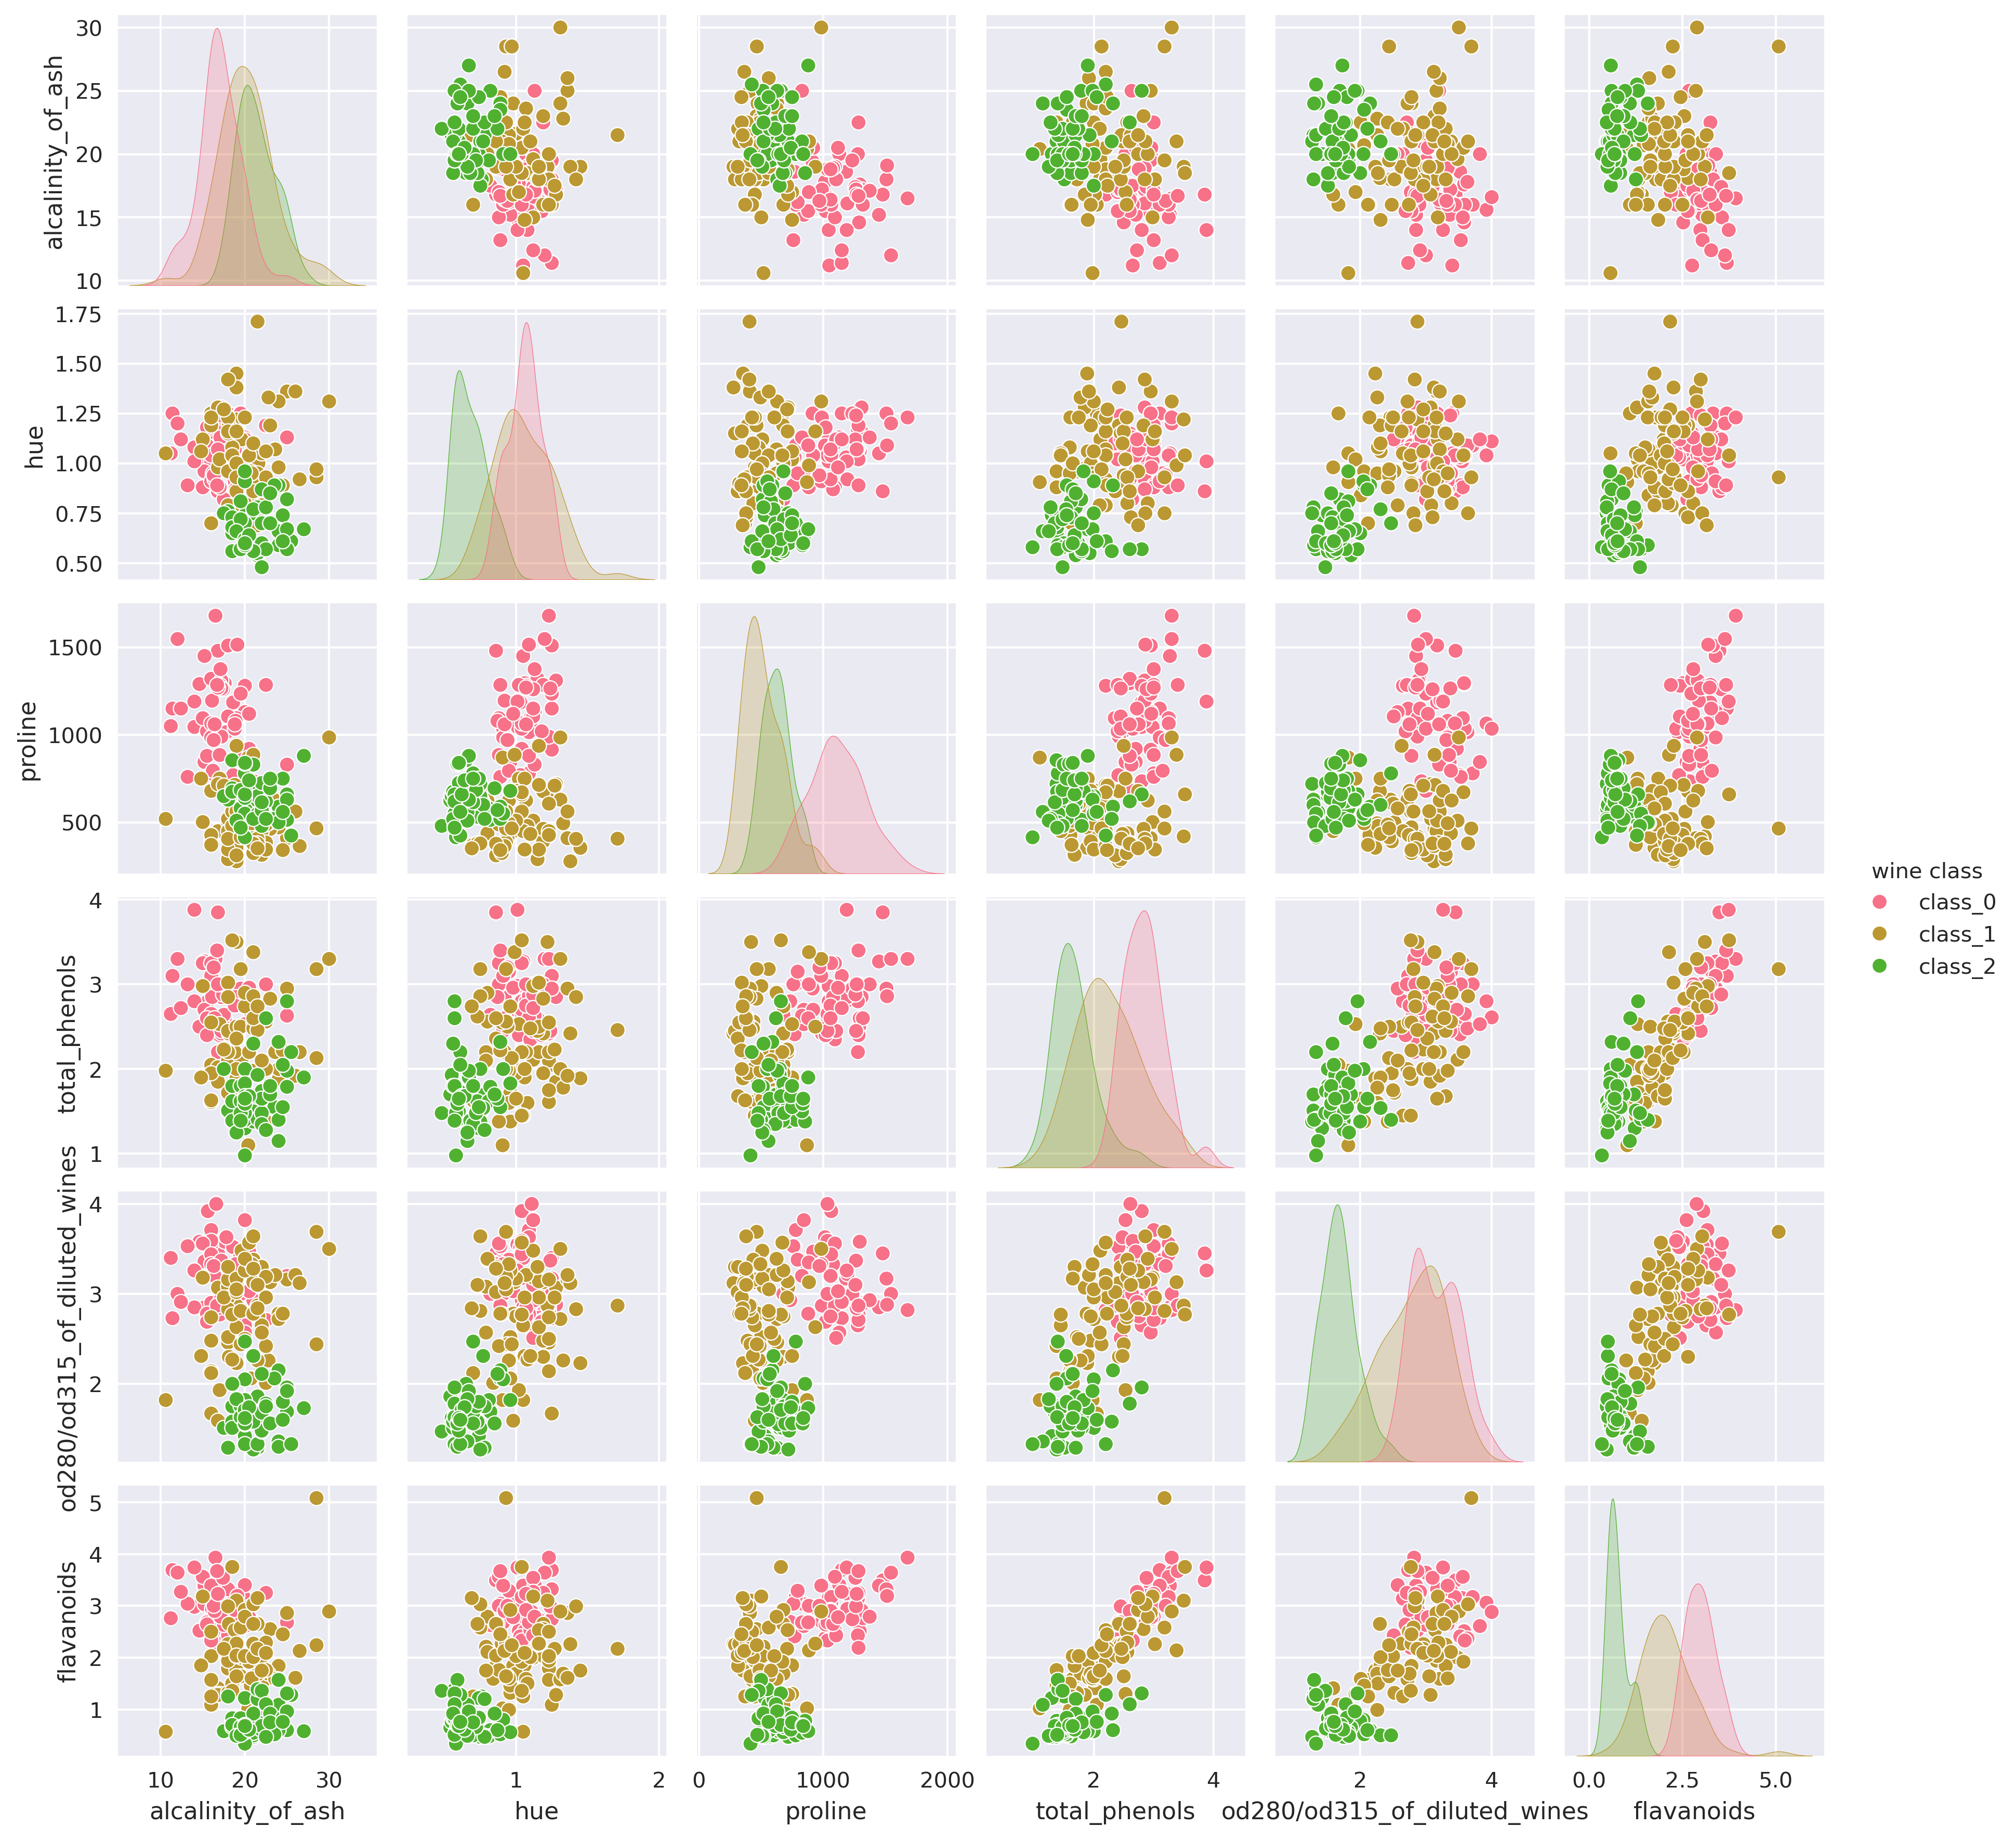 30
25
20
15
10
alcalinity_of_ash
1.75
1.50
1.25
1.00
0.75
0.50
hue
1500
1000
500
proline
wine class
class_0
class_1
class_2
4
3
2
1
total_phenols
4
3
2
od280/od315_of_diluted_wines
5
4
3
2
1
flavanoids
10 20 30
1 2
0 1000 2000
2 4
2 4
0.0 2.5 5.0
alcalinity_of_ash hue proline total_phenols od280/od315_of_diluted_wines flavanoids